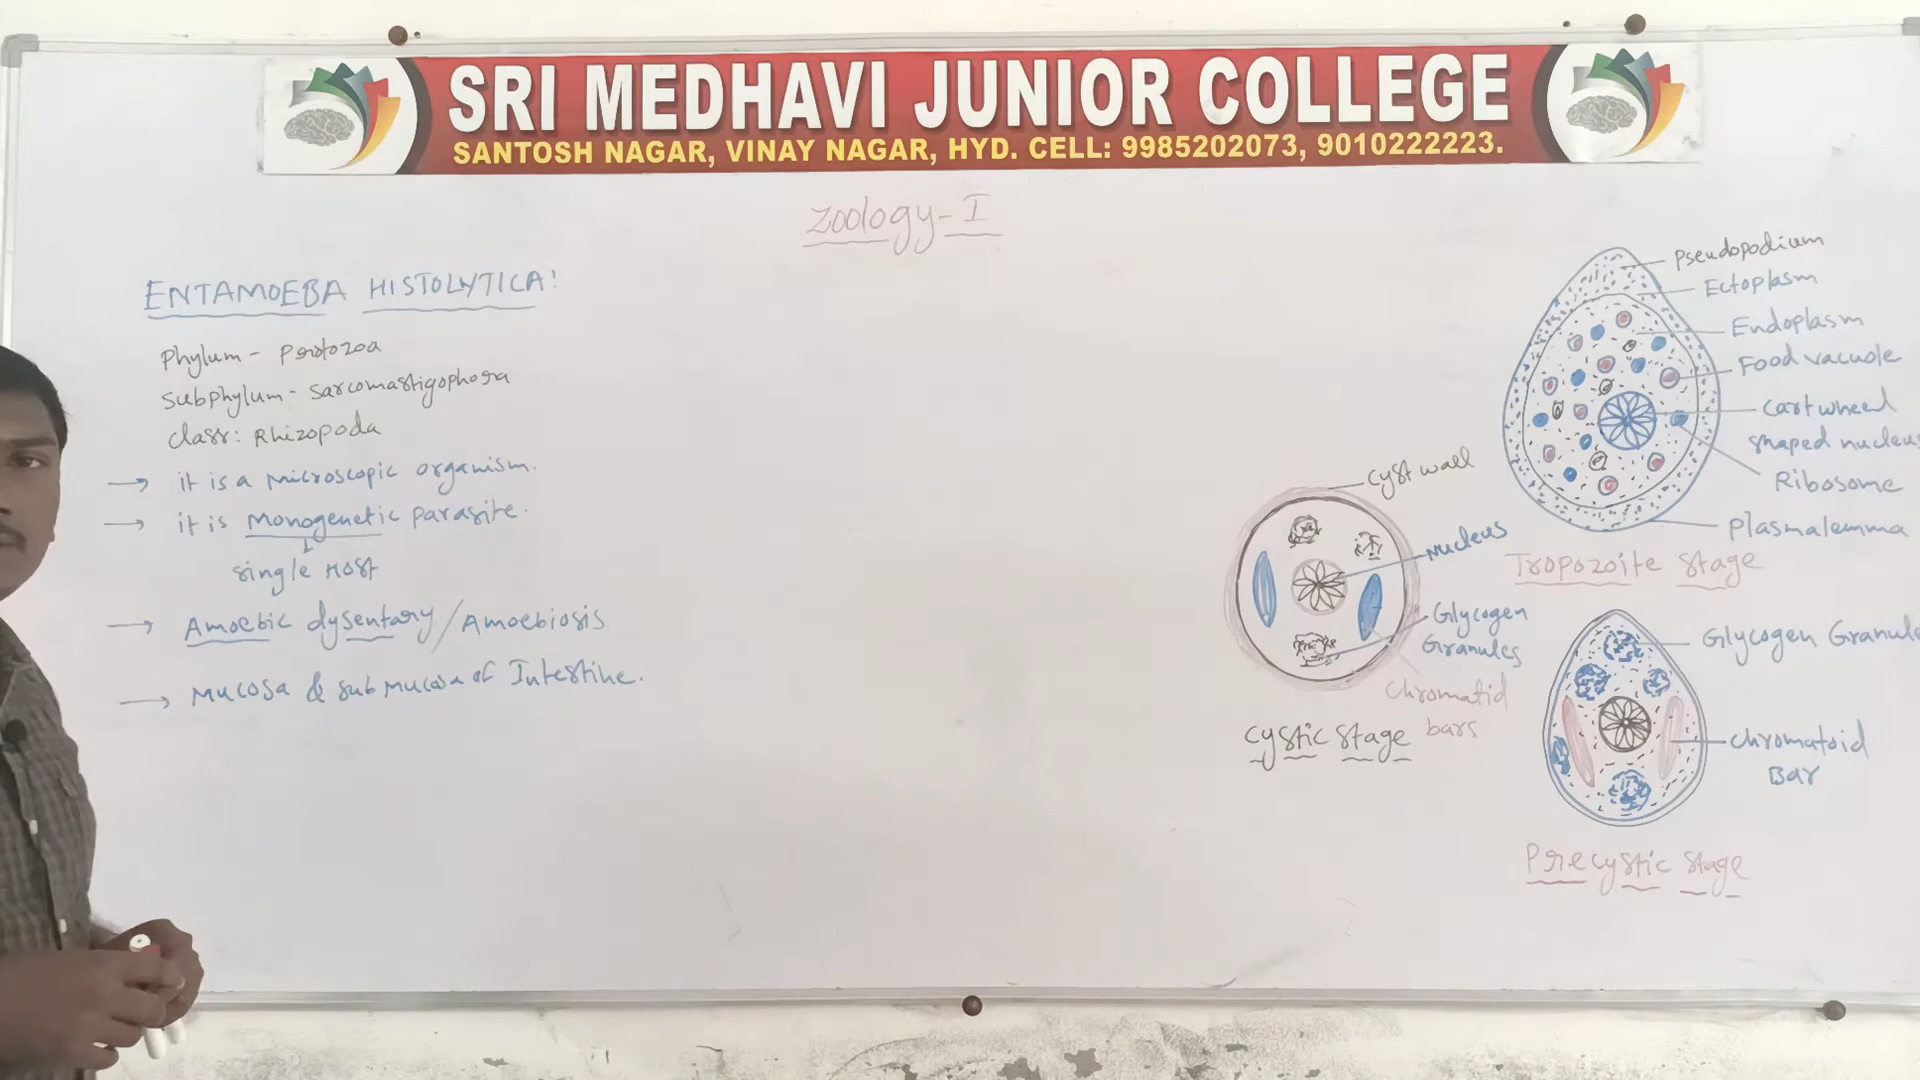 SRI MEDHAVI JUNIOR COLLEGE
SANTOSH NAGAR, VINAY NAGAR, HYD. CELL: 9985202073, 9010222223.
Zoology-I
ENTAMOEBA HISTOLYTICA:
Phylum - Protozoa
Subphylum - Sarcomastigophora
Class: Rhizopoda
→ it is a Microscopic organism.
→ it is Monogenetic parasite.
single Host
→ Amoebic dysentary/Amoebiosis
→ Mucosa & sub Mucosa of Intestine.
Cyst wall
Nucleus
Glycogen
Granules
Chromatid
bars
Cystic Stage
Pseudopodium
Ectoplasm
Endoplasm
Food vacuole
Cart wheel
shaped nucleus
Ribosome
Plasmalemma
Tropozoite Stage
Glycogen Granule
Chromatoid
Bar
Precystic Stage